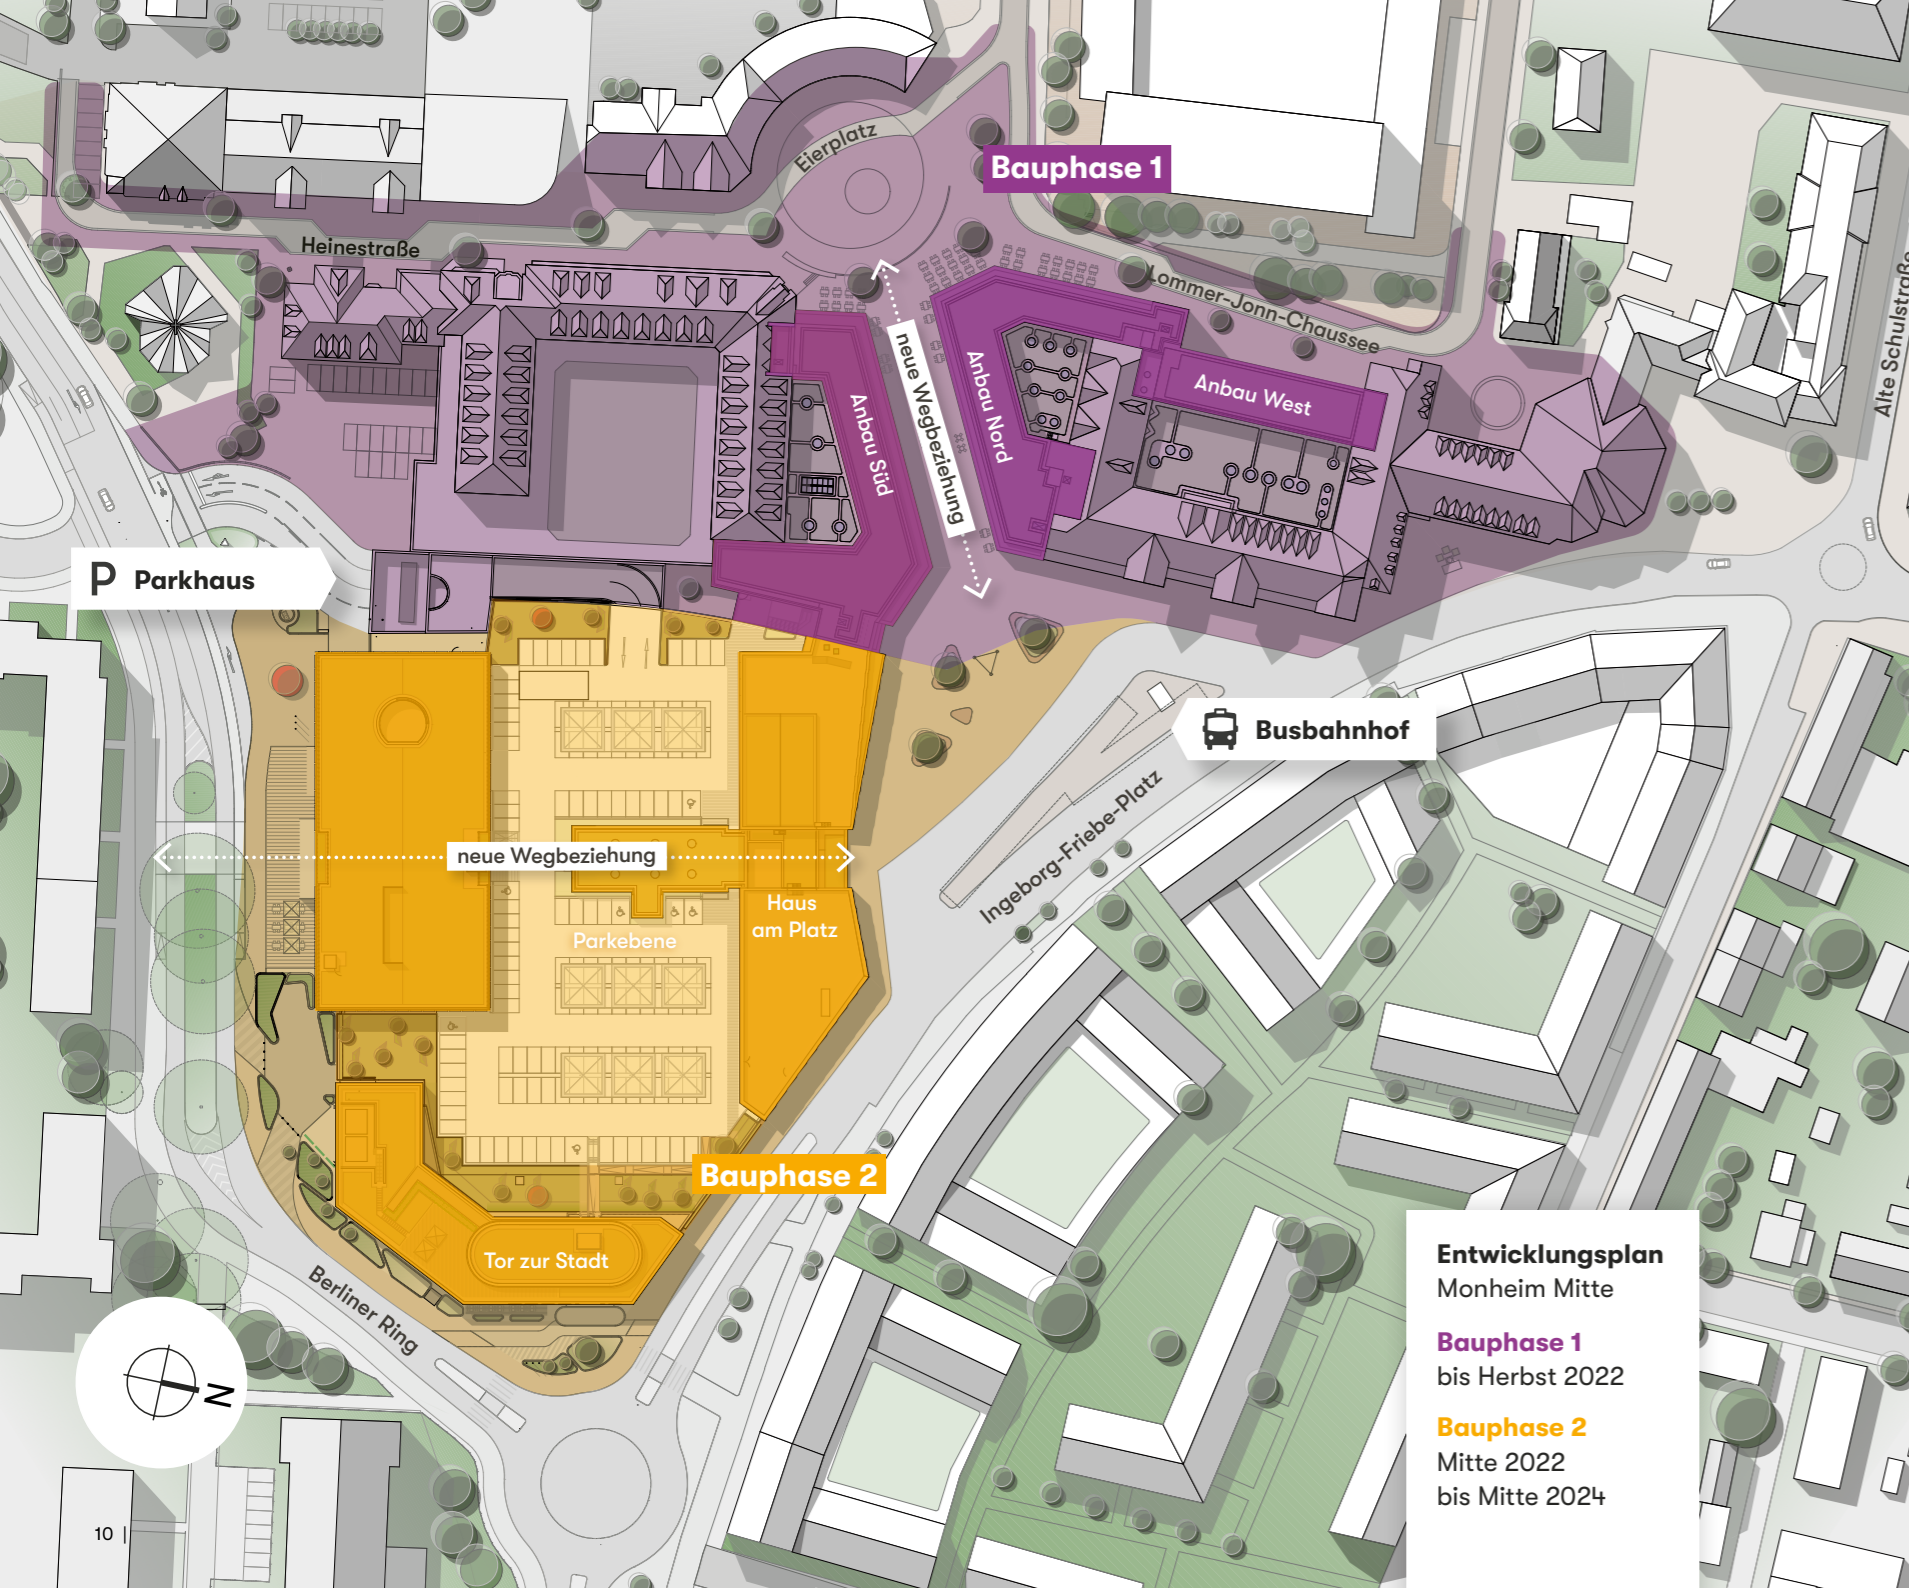 Eierplatz
Bauphase 1
Heinestraße
Lommer-Jonn-Chaussee
Alte Schulstraße
neue Wegbeziehung
Anbau Süd
Anbau Nord
Anbau West
P Parkhaus
Busbahnhof
Ingeborg-Friebe-Platz
neue Wegbeziehung
Haus
am Platz
Parkebene
Bauphase 2
Tor zur Stadt
Berliner Ring
N
Entwicklungsplan
Monheim Mitte
Bauphase 1
bis Herbst 2022
Bauphase 2
Mitte 2022
bis Mitte 2024
10 |